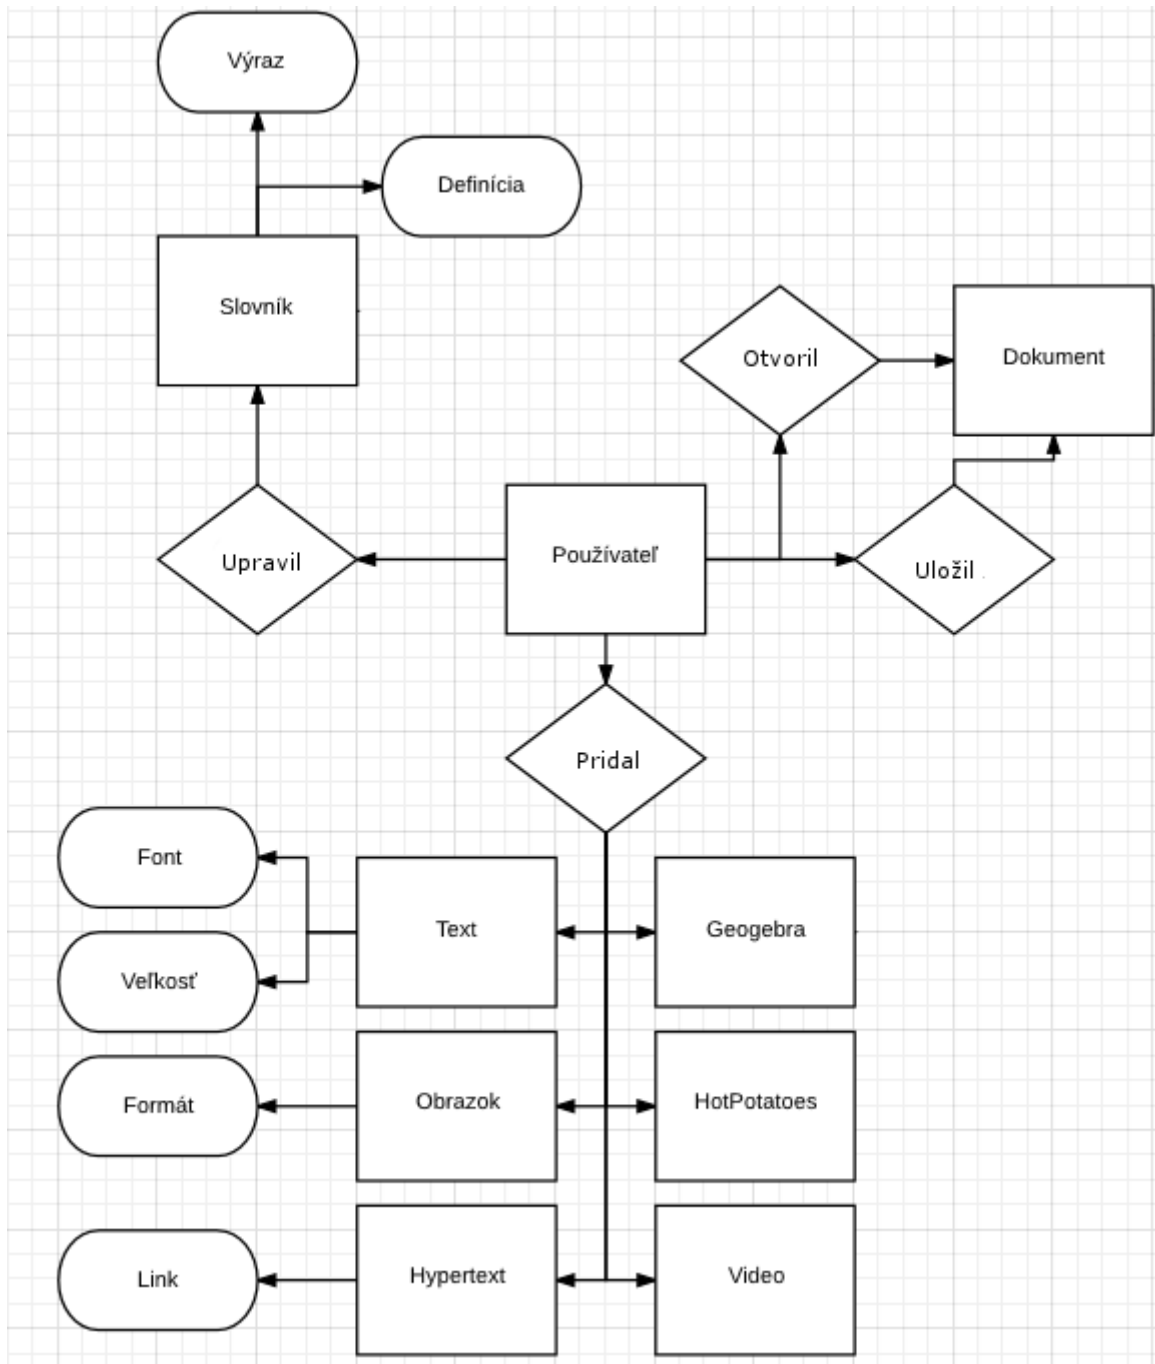 Výraz
Definícia
Slovník
Otvoril
Dokument
Upravil
Používateľ
Uložil
Pridal
Font
Text
Geogebra
Veľkosť
Formát
Obrazok
HotPotatoes
Link
Hypertext
Video